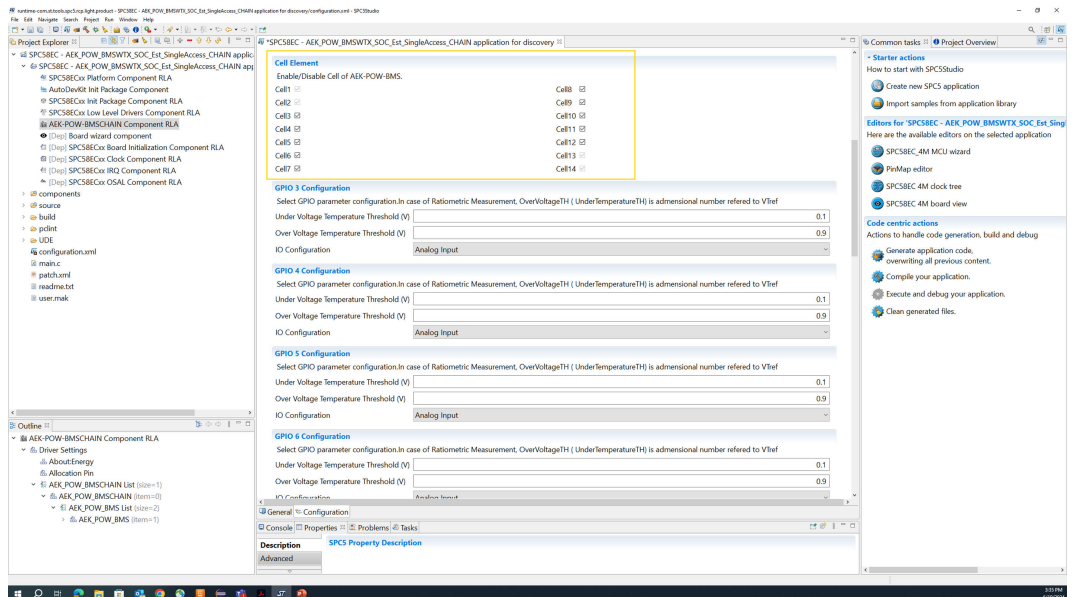 runtime-com.st.tools.spc5.rcp.light.product - SPC58EC - AEK_POW_BMSWTX_SOC_Est_SingleAccess_CHAIN application for discovery/configuration.xml - SPC5Studio
File Edit Navigate Search Project Run Window Help
Project Explorer
SPC58EC - AEK_POW_BMSWTX_SOC_Est_SingleAccess_CHAIN applic
SPC58EC - AEK_POW_BMSWTX_SOC_Est_SingleAccess_CHAIN app
SPC58ECxx Platform Component RLA
AutoDevKit Init Package Component
SPC58ECxx Init Package Component RLA
SPC58ECxx Low Level Drivers Component RLA
AEK-POW-BMSCHAIN Component RLA
[Dep] Board wizard component
[Dep] SPC58ECxx Board Initialization Component RLA
[Dep] SPC58ECxx Clock Component RLA
[Dep] SPC58ECxx IRQ Component RLA
[Dep] SPC58ECxx OSAL Component RLA
components
source
build
pclint
UDE
configuration.xml
main.c
patch.xml
readme.txt
user.mak
Outline
AEK-POW-BMSCHAIN Component RLA
Driver Settings
About:Energy
Allocation Pin
AEK_POW_BMSCHAIN List (size=1)
AEK_POW_BMSCHAIN (item=0)
AEK_POW_BMS List (size=2)
AEK_POW_BMS (item=1)
*SPC58EC - AEK_POW_BMSWTX_SOC_Est_SingleAccess_CHAIN application for discovery
Cell Element
Enable/Disable Cell of AEK-POW-BMS.
Cell1 Cell8
Cell2 Cell9
Cell3 Cell10
Cell4 Cell11
Cell5 Cell12
Cell6 Cell13
Cell7 Cell14
GPIO 3 Configuration
Select GPIO parameter configuration.In case of Ratiometric Measurement, OverVoltageTH ( UnderTemperatureTH) is admensional number refered to VTref
Under Voltage Temperature Threshold (V) 0.1
Over Voltage Temperature Threshold (V) 0.9
IO Configuration Analog Input
GPIO 4 Configuration
Select GPIO parameter configuration.In case of Ratiometric Measurement, OverVoltageTH ( UnderTemperatureTH) is admensional number refered to VTref
Under Voltage Temperature Threshold (V) 0.1
Over Voltage Temperature Threshold (V) 0.9
IO Configuration Analog Input
GPIO 5 Configuration
Select GPIO parameter configuration.In case of Ratiometric Measurement, OverVoltageTH ( UnderTemperatureTH) is admensional number refered to VTref
Under Voltage Temperature Threshold (V) 0.1
Over Voltage Temperature Threshold (V) 0.9
IO Configuration Analog Input
GPIO 6 Configuration
Select GPIO parameter configuration.In case of Ratiometric Measurement, OverVoltageTH ( UnderTemperatureTH) is admensional number refered to VTref
Under Voltage Temperature Threshold (V) 0.1
Over Voltage Temperature Threshold (V) 0.9
IO Configuration Analog Input
General Configuration
Console Properties Problems Tasks
Description SPC5 Property Description
Advanced
Common tasks Project Overview
Starter actions
How to start with SPC5Studio
Create new SPC5 application
Import samples from application library
Editors for 'SPC58EC - AEK_POW_BMSWTX_SOC_Est_Sing
Here are the available editors on the selected application
SPC58EC_4M MCU wizard
PinMap editor
SPC58EC 4M clock tree
SPC58EC 4M board view
Code centric actions
Actions to handle code generation, build and debug
Generate application code,
overwriting all previous content.
Compile your application.
Execute and debug your application.
Clean generated files.
3:35 PM